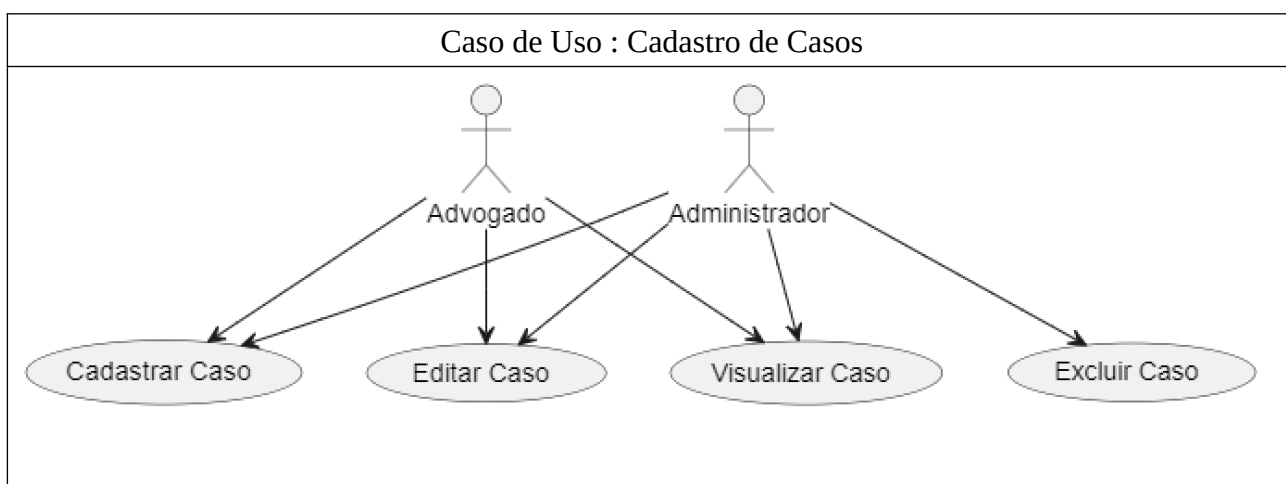 Caso de Uso : Cadastro de Casos
Advogado
Administrador
Cadastrar Caso
Editar Caso
Visualizar Caso
Excluir Caso